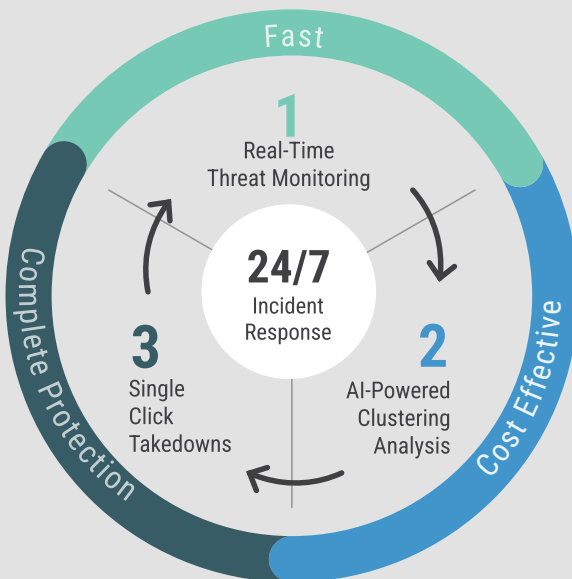 Fast
1
Real-Time
Threat Monitoring
24/7
Incident
Response
2
AI-Powered
Clustering
Analysis
Cost Effective
3
Single
Click
Takedowns
Complete Protection